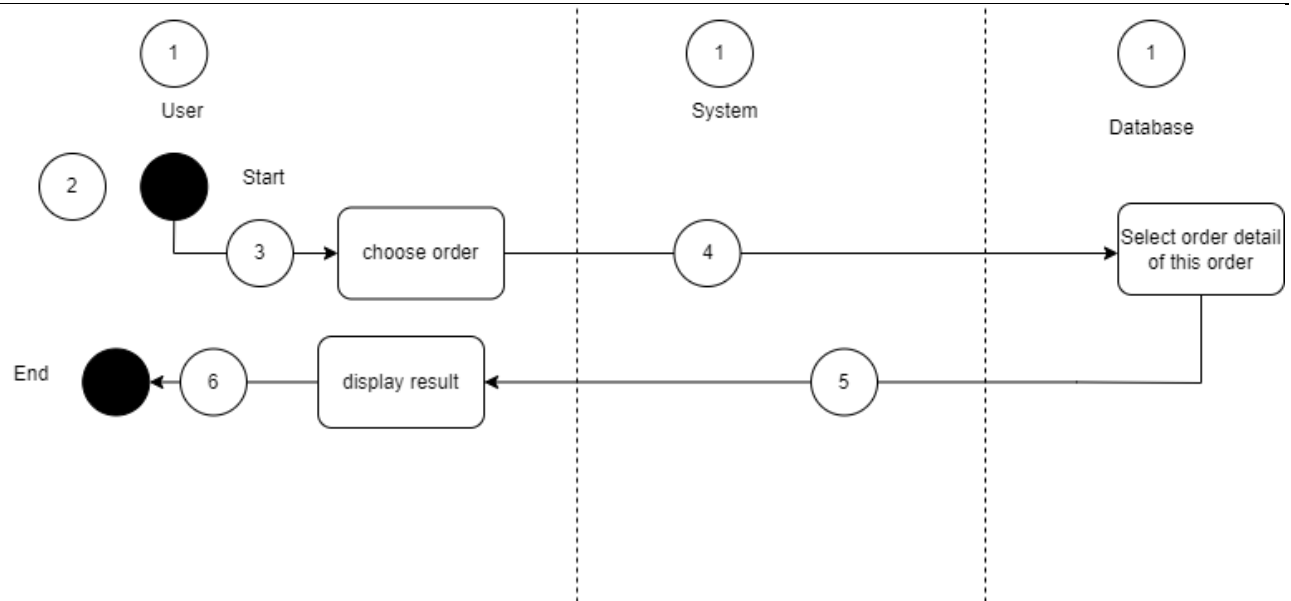 1
1
1
User
System
Database
2
Start
3
choose order
4
Select order detail
of this order
End
6
display result
5